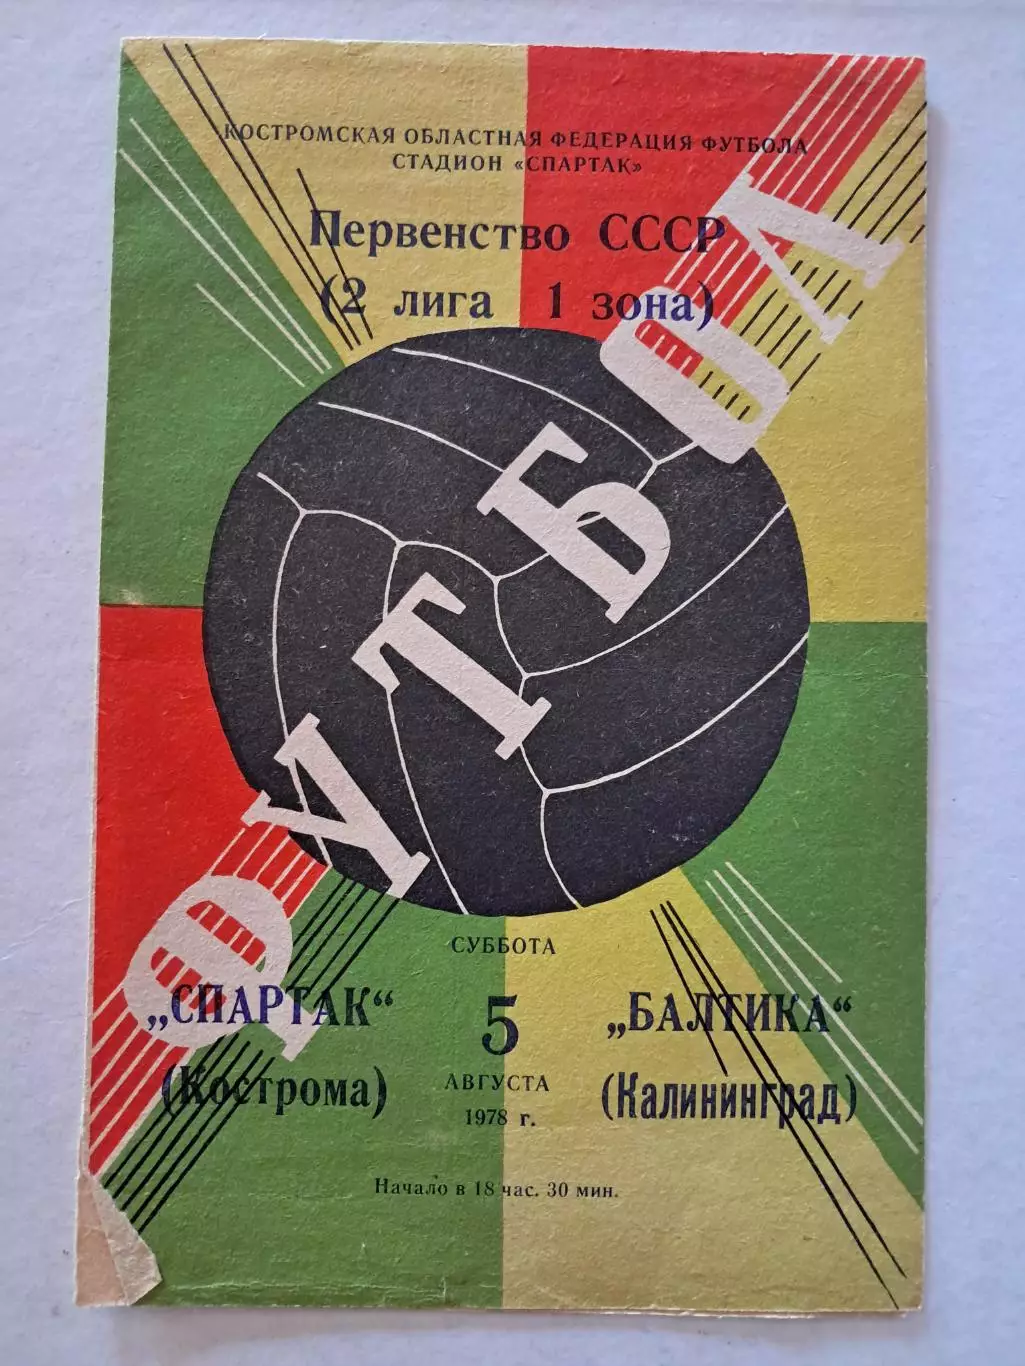 КОСТРОМСКАЯ ОБЛАСТНАЯ ФЕДЕРАЦИЯ ФУТБОЛА
СТАДИОН «СПАРТАК»
Первенство СССР
(2 лига 1 зона)
ФУТБОЛ
СУББОТА
„СПАРТАК“
(Кострома)
5
АВГУСТА
1978 г.
„БАЛТИКА“
(Калининград)
Начало в 18 час. 30 мин.